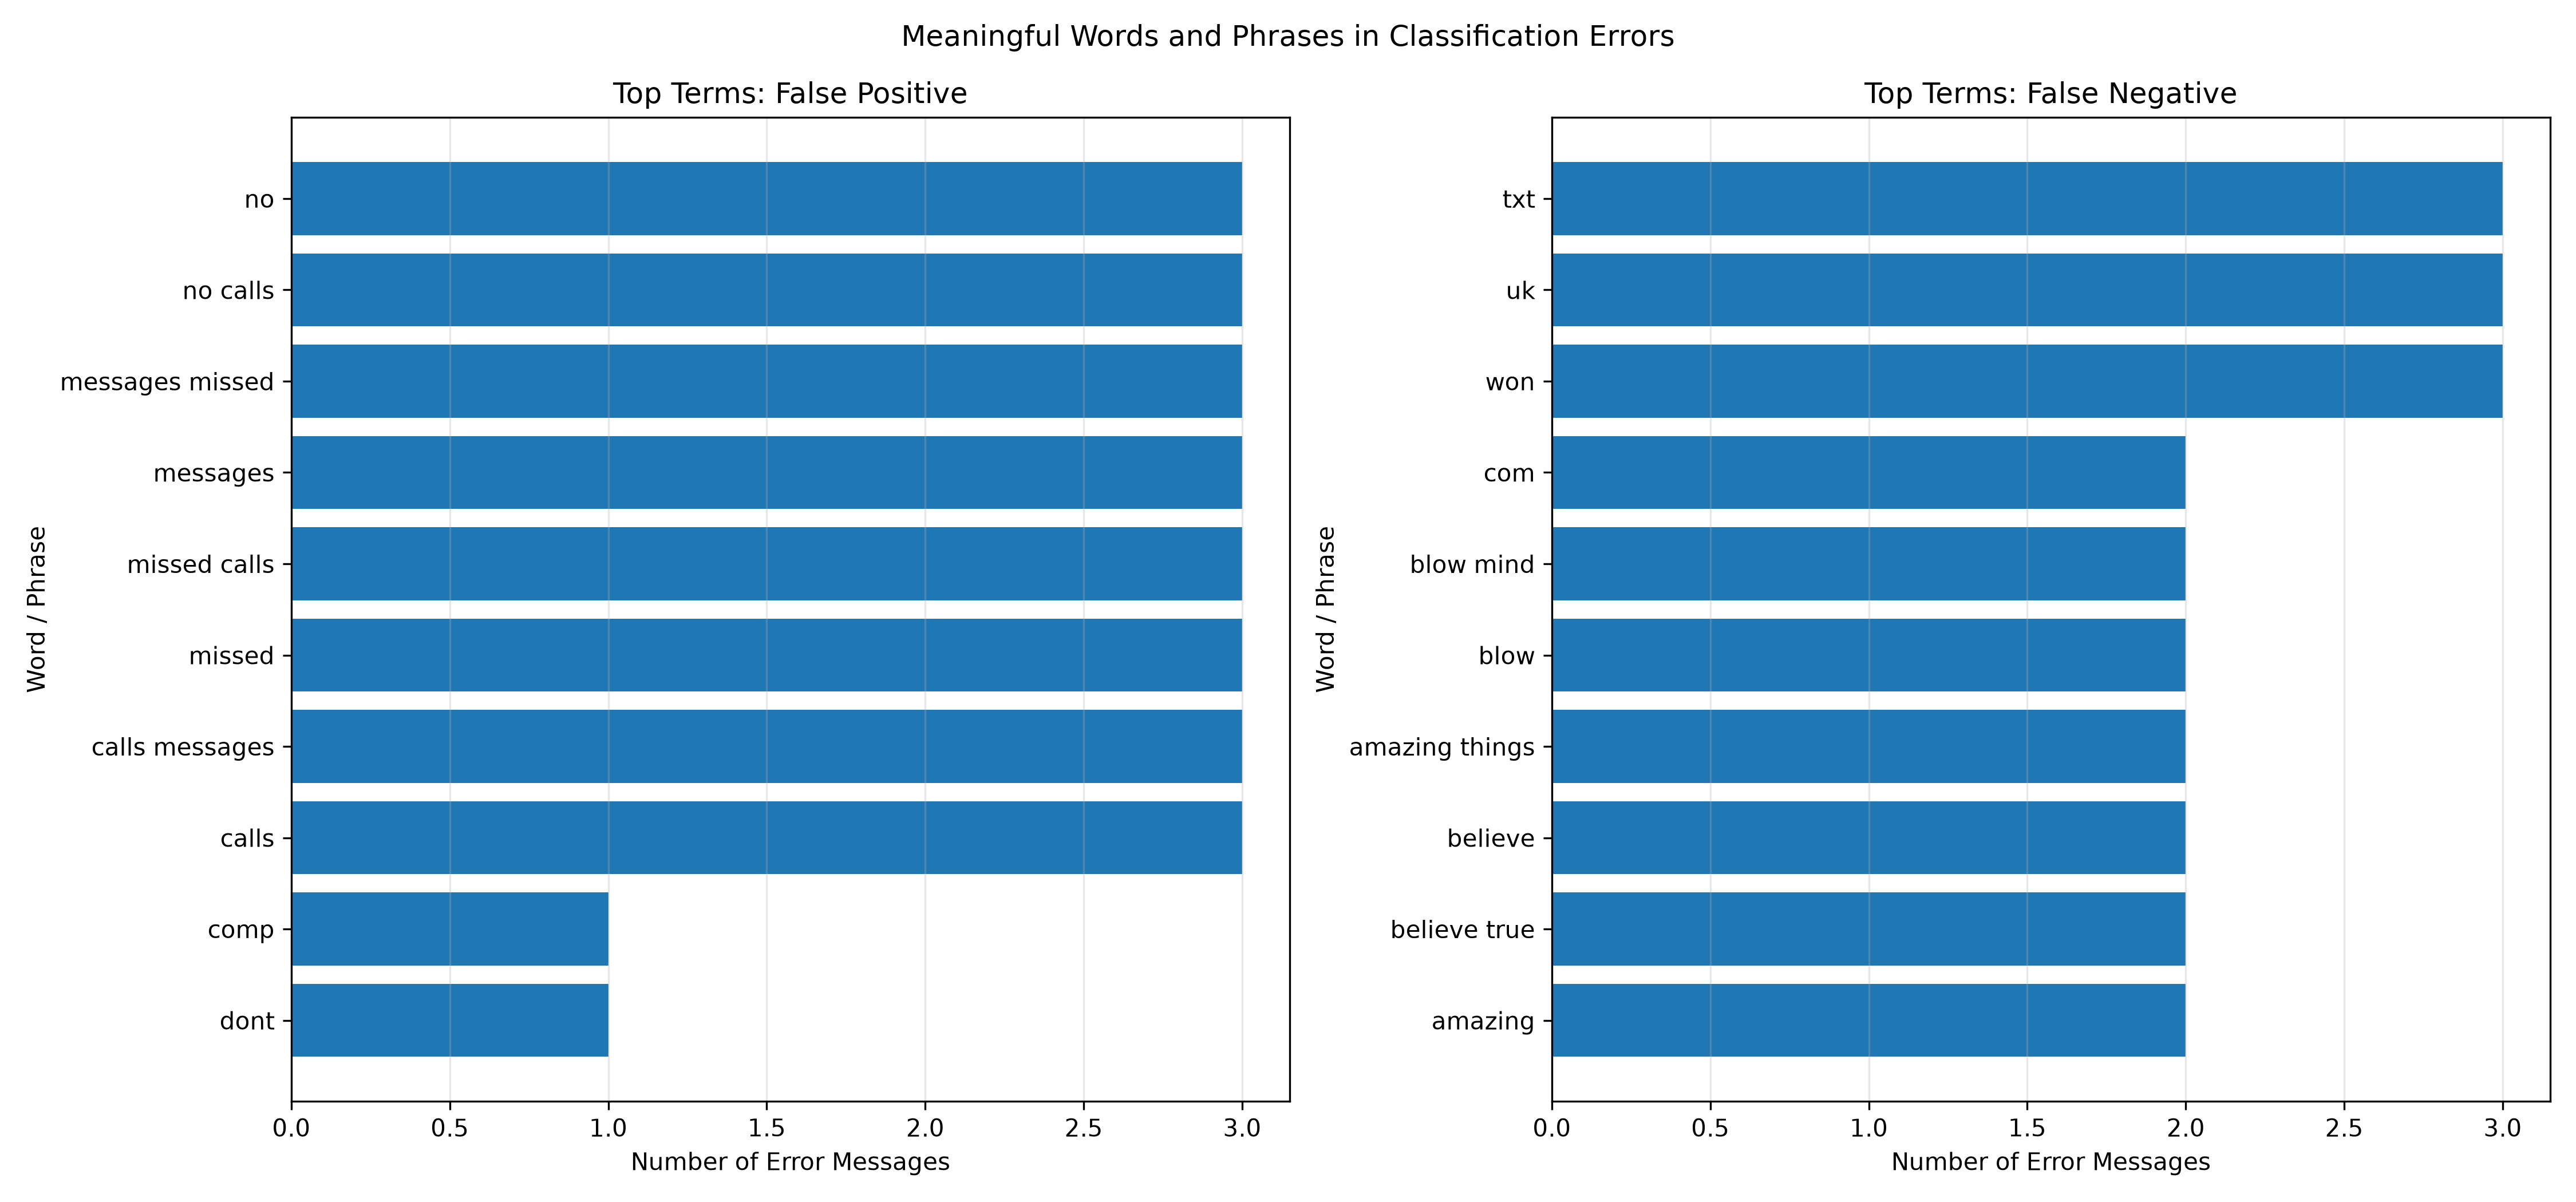 Meaningful Words and Phrases in Classification Errors
Top Terms: False Positive
Word / Phrase
no
no calls
messages missed
messages
missed calls
missed
calls messages
calls
comp
dont
0.0 0.5 1.0 1.5 2.0 2.5 3.0
Number of Error Messages
Top Terms: False Negative
Word / Phrase
txt
uk
won
com
blow mind
blow
amazing things
believe
believe true
amazing
0.0 0.5 1.0 1.5 2.0 2.5 3.0
Number of Error Messages